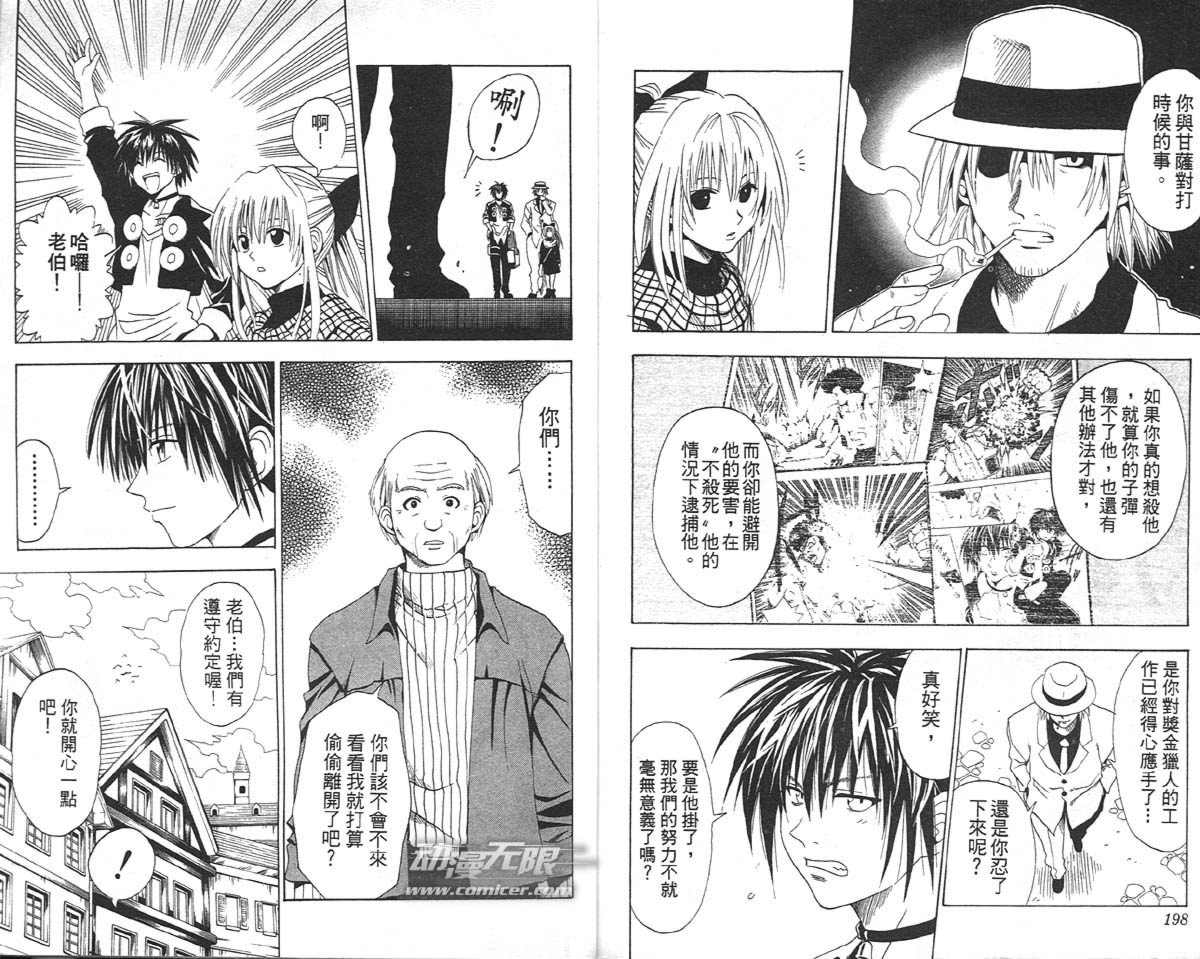 你與甘薩對打
時候的事。
如果你真的想殺他
，就算你的子彈
傷不了他，也還有
其他辦法才對，
而你卻能避開
他的要害，在
〝不殺死〞他的
情況下逮捕他。
是你對獎金獵人的工
作已經得心應手了⋯
還是你忍了
下來呢？
真好笑，
要是他掛了，
那我們的努力不就
毫無意義了嗎？
198
唰！
啊！
哈囉──！
老伯！
你們⋯⋯
你們該不會不來
看看我就打算
偷偷離開了吧？
⋯⋯⋯⋯
老伯⋯我們有
遵守約定喔！
你就開心一點
吧！
！
动漫无限
www.comicer.com